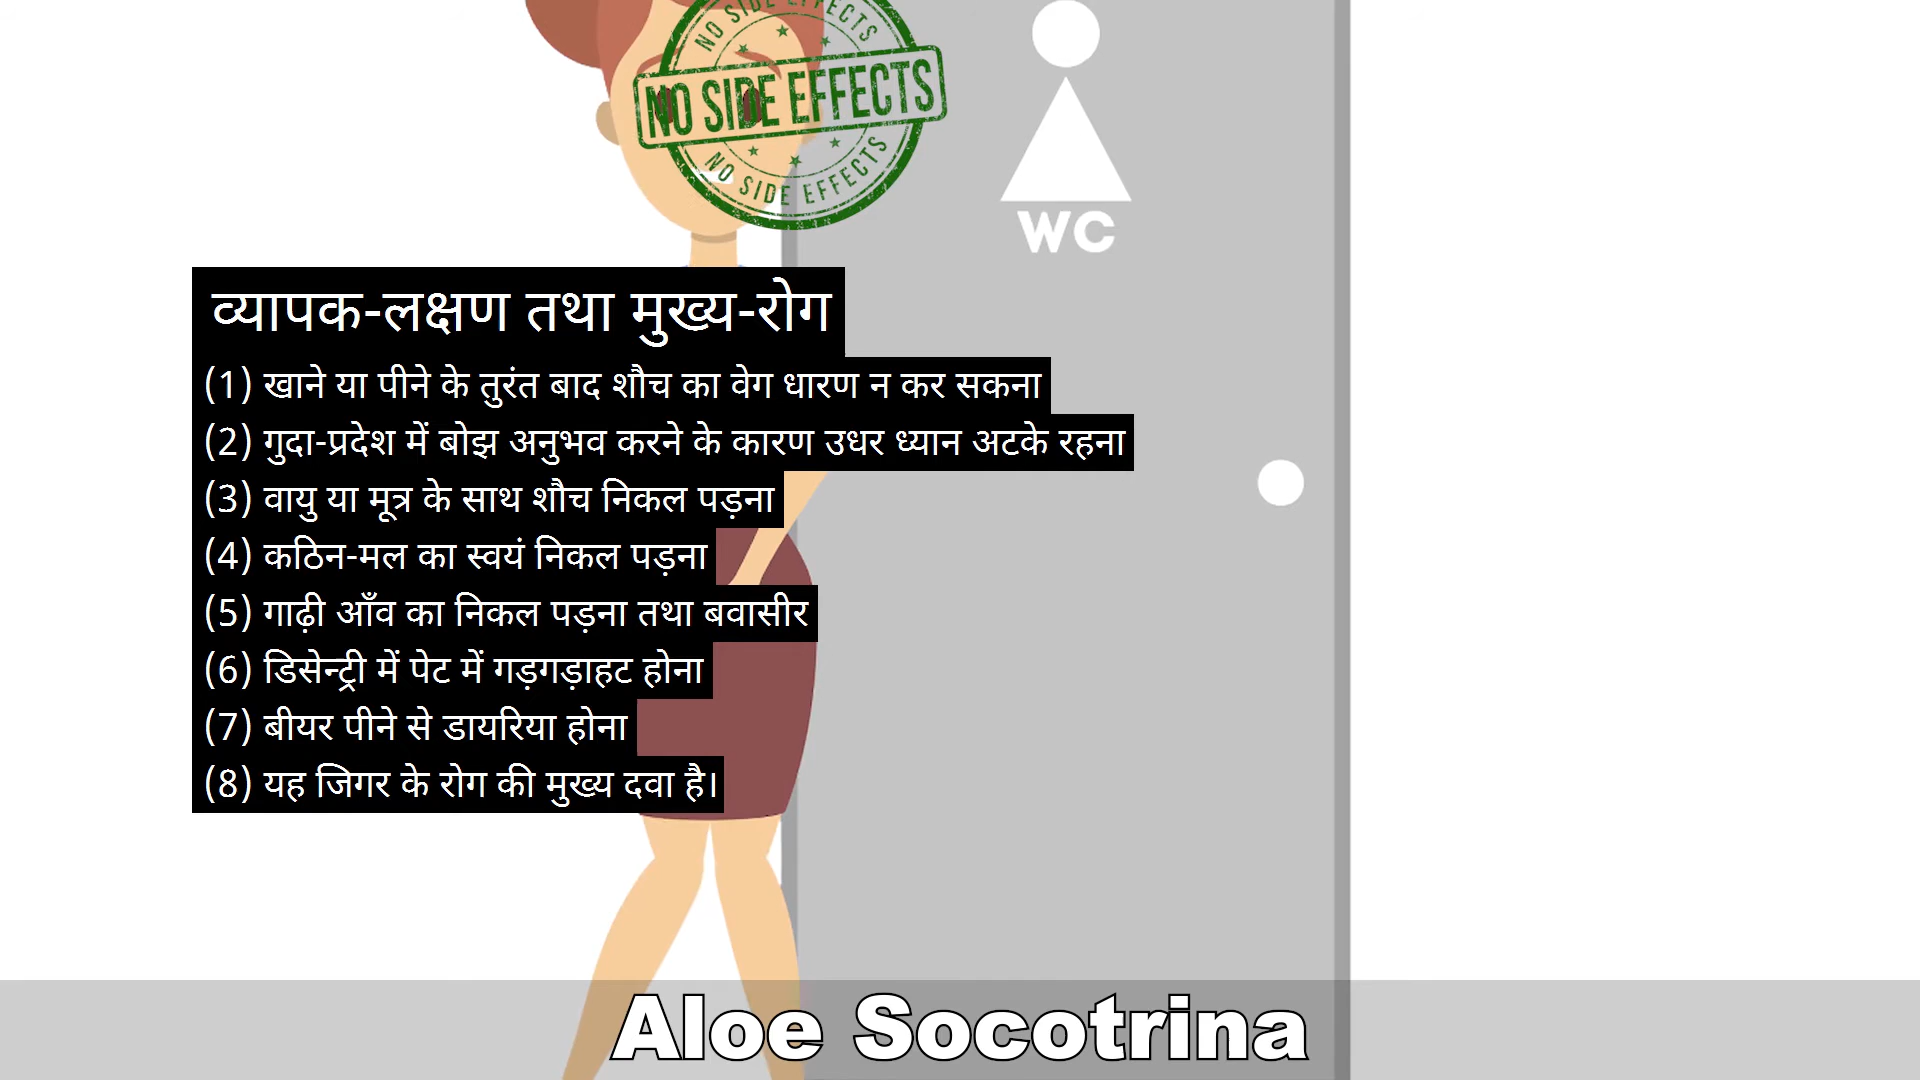 NO SIDE EFFECTS
NO SIDE EFFECTS
NO SIDE EFFECTS
WC
व्यापक-लक्षण तथा मुख्य-रोग
(1) खाने या पीने के तुरंत बाद शौच का वेग धारण न कर सकना
(2) गुदा-प्रदेश में बोझ अनुभव करने के कारण उधर ध्यान अटके रहना
(3) वायु या मूत्र के साथ शौच निकल पड़ना
(4) कठिन-मल का स्वयं निकल पड़ना
(5) गाढ़ी आँव का निकल पड़ना तथा बवासीर
(6) डिसेन्ट्री में पेट में गड़गड़ाहट होना
(7) बीयर पीने से डायरिया होना
(8) यह जिगर के रोग की मुख्य दवा है।
Aloe Socotrina